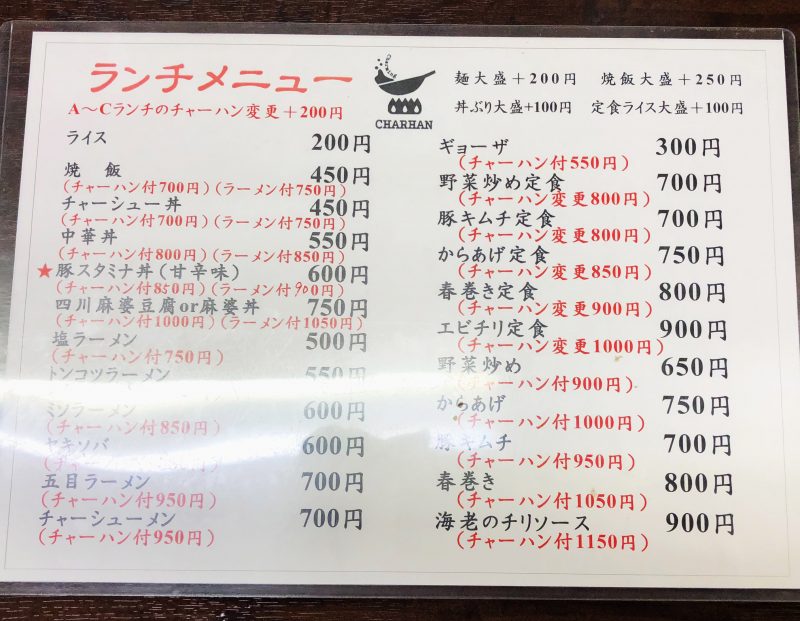 ランチメニュー
A〜Cランチのチャーハン変更＋200円
CHARHAN
麺大盛＋200円 焼飯大盛＋250円
丼ぶり大盛+100円 定食ライス大盛＋100円
ライス 200円
焼 飯 450円
(チャーハン付700円)(ラーメン付750円)
チャーシュー丼 450円
(チャーハン付700円)(ラーメン付750円)
中華丼 550円
(チャーハン付800円)(ラーメン付850円)
★豚スタミナ丼(甘辛味) 600円
(チャーハン付850円)(ラーメン付900円)
四川麻婆豆腐or麻婆丼 750円
(チャーハン付1000円)(ラーメン付1050円)
塩ラーメン 500円
(チャーハン付750円)
トンコツラーメン 550円
ミソラーメン 600円
(チャーハン付850円)
ヤキソバ 600円
五目ラーメン 700円
(チャーハン付950円)
チャーシューメン 700円
(チャーハン付950円)
ギョーザ 300円
(チャーハン付550円)
野菜炒め定食 700円
(チャーハン変更800円)
豚キムチ定食 700円
(チャーハン変更800円)
からあげ定食 750円
(チャーハン変更850円)
春巻き定食 800円
(チャーハン変更900円)
エビチリ定食 900円
(チャーハン変更1000円)
野菜炒め 650円
(チャーハン付900円)
からあげ 750円
(チャーハン付1000円)
豚キムチ 700円
(チャーハン付950円)
春巻き 800円
(チャーハン付1050円)
海老のチリソース 900円
(チャーハン付1150円)